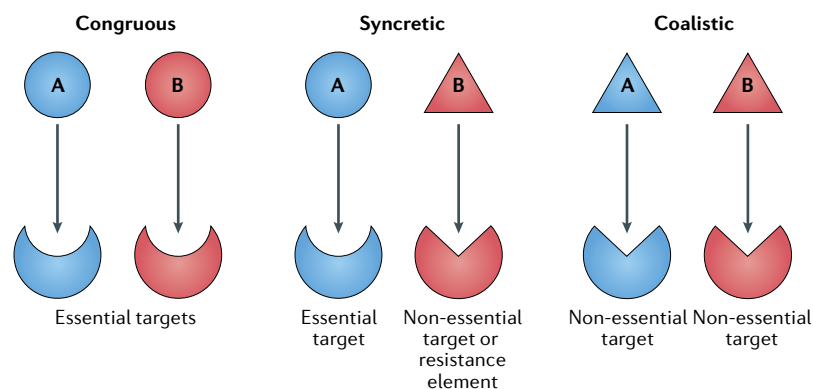 Congruous
A
B
Essential targets
Syncretic
A
B
Essential
target
Non-essential
target or
resistance
element
Coalistic
A
B
Non-essential
target
Non-essential
target